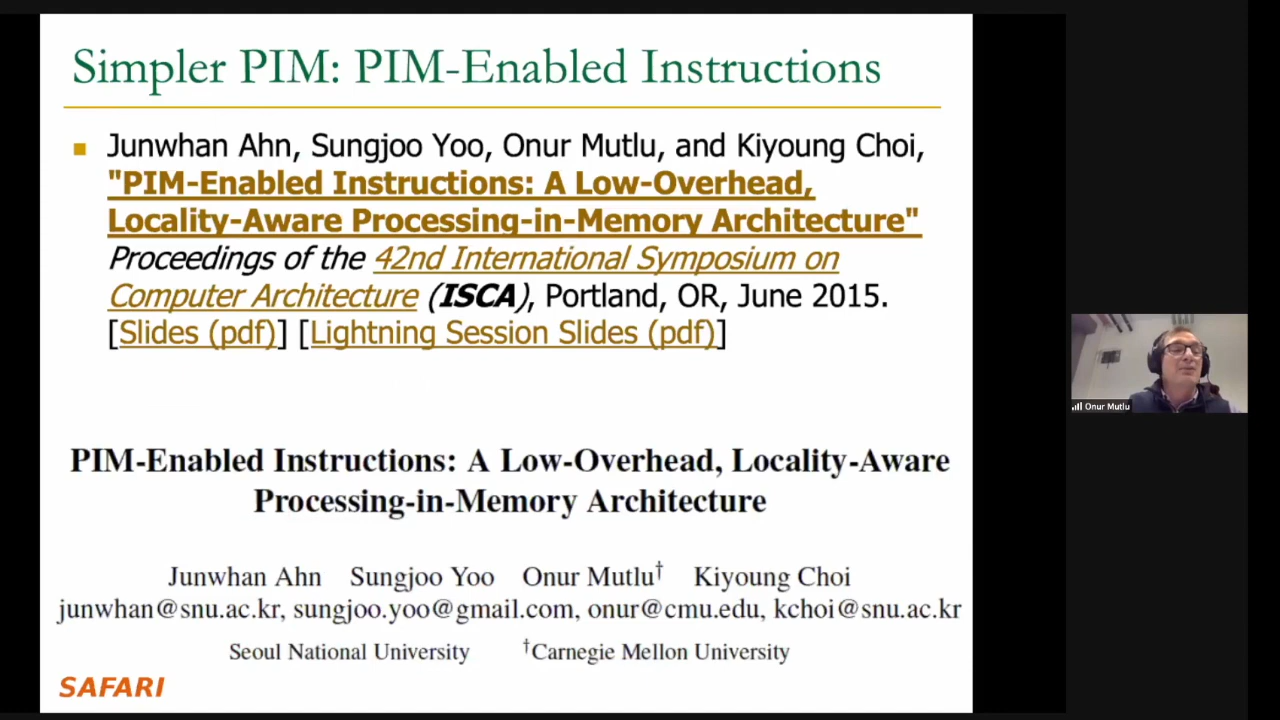 Simpler PIM: PIM-Enabled Instructions
Junwhan Ahn, Sungjoo Yoo, Onur Mutlu, and Kiyoung Choi,
"PIM-Enabled Instructions: A Low-Overhead,
Locality-Aware Processing-in-Memory Architecture"
Proceedings of the 42nd International Symposium on
Computer Architecture (ISCA), Portland, OR, June 2015.
[Slides (pdf)] [Lightning Session Slides (pdf)]
PIM-Enabled Instructions: A Low-Overhead, Locality-Aware
Processing-in-Memory Architecture
Junwhan Ahn Sungjoo Yoo Onur Mutlu† Kiyoung Choi
junwhan@snu.ac.kr, sungjoo.yoo@gmail.com, onur@cmu.edu, kchoi@snu.ac.kr
Seoul National University †Carnegie Mellon University
SAFARI
Onur Mutlu